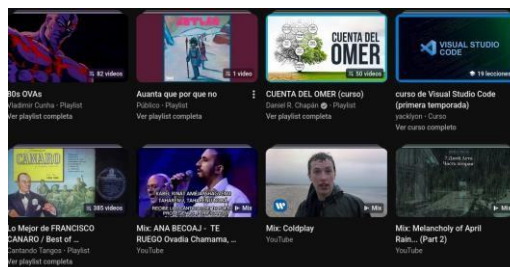 82 videos
1 video
CUENTA DEL
OMER
50 videos
VISUAL STUDIO
CODE
19 lecciones
80s OVAs
Vladimir Cunha · Playlist
Ver playlist completa
Auanta que por que no
Público · Playlist
Ver playlist completa
CUENTA DEL OMER (curso)
Daniel R. Chapán · Playlist
Ver playlist completa
curso de Visual Studio Code
(primera temporada)
yacklyon · Curso
Ver curso completo
CANARO
385 videos
Mix
Mix
Mix
Lo Mejor de FRANCISCO
CANARO / Best of ...
Cantando Tangos · Playlist
Ver playlist completa
Mix: ANA BECOAJ - TE
RUEGO Ovadia Chamama, ...
YouTube
Mix: Coldplay
YouTube
Mix: Melancholy of April
Rain... (Part 2)
YouTube